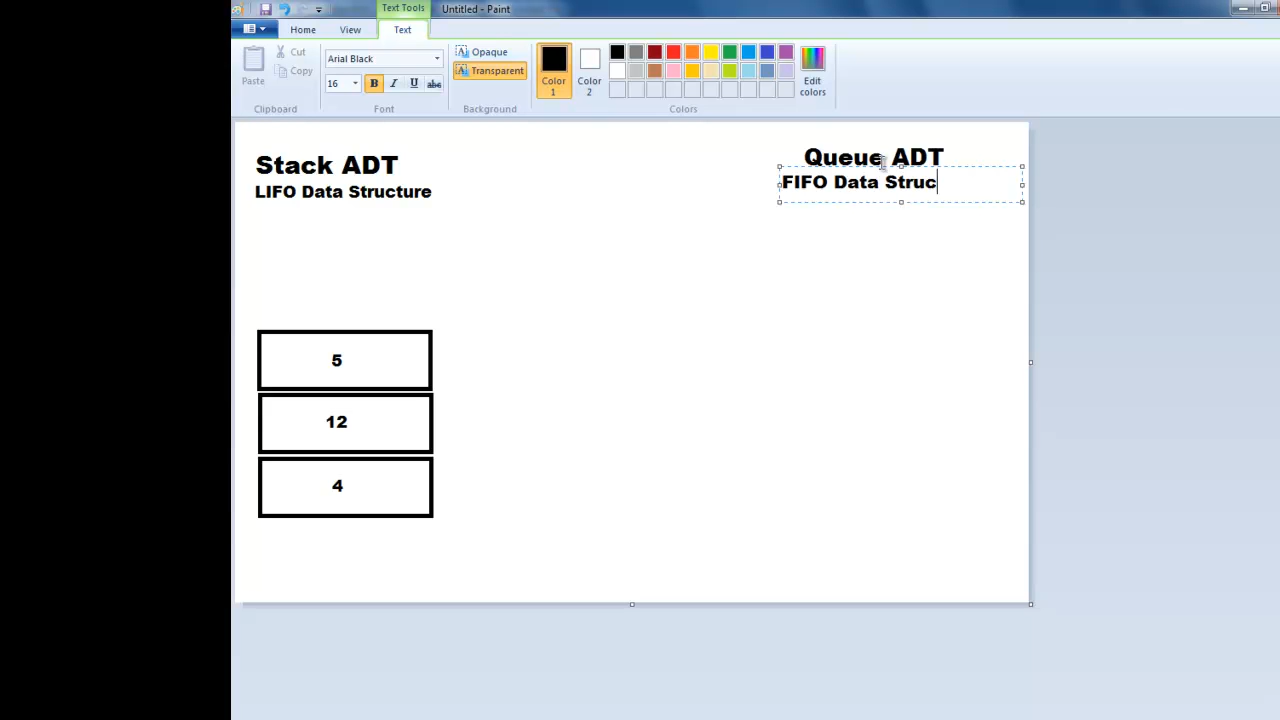 Text Tools
Untitled - Paint
Home
View
Text
Paste
Cut
Copy
Clipboard
Arial Black
16
B
I
U
abc
Font
Opaque
Transparent
Background
Color
1
Color
2
Edit
colors
Colors
Stack ADT
LIFO Data Structure
Queue ADT
FIFO Data Struc
5
12
4